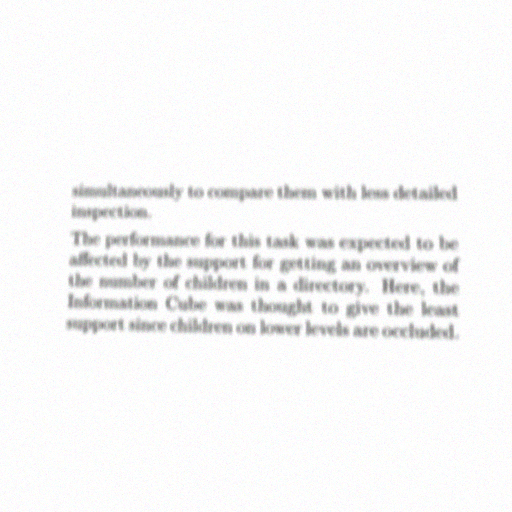 simultaneously to compare them with less detailed
inspection.
The performance for this task was expected to be
affected by the support for getting an overview of
the number of children in a directory. Here, the
Information Cube was thought to give the least
support since children on lower levels are occluded.